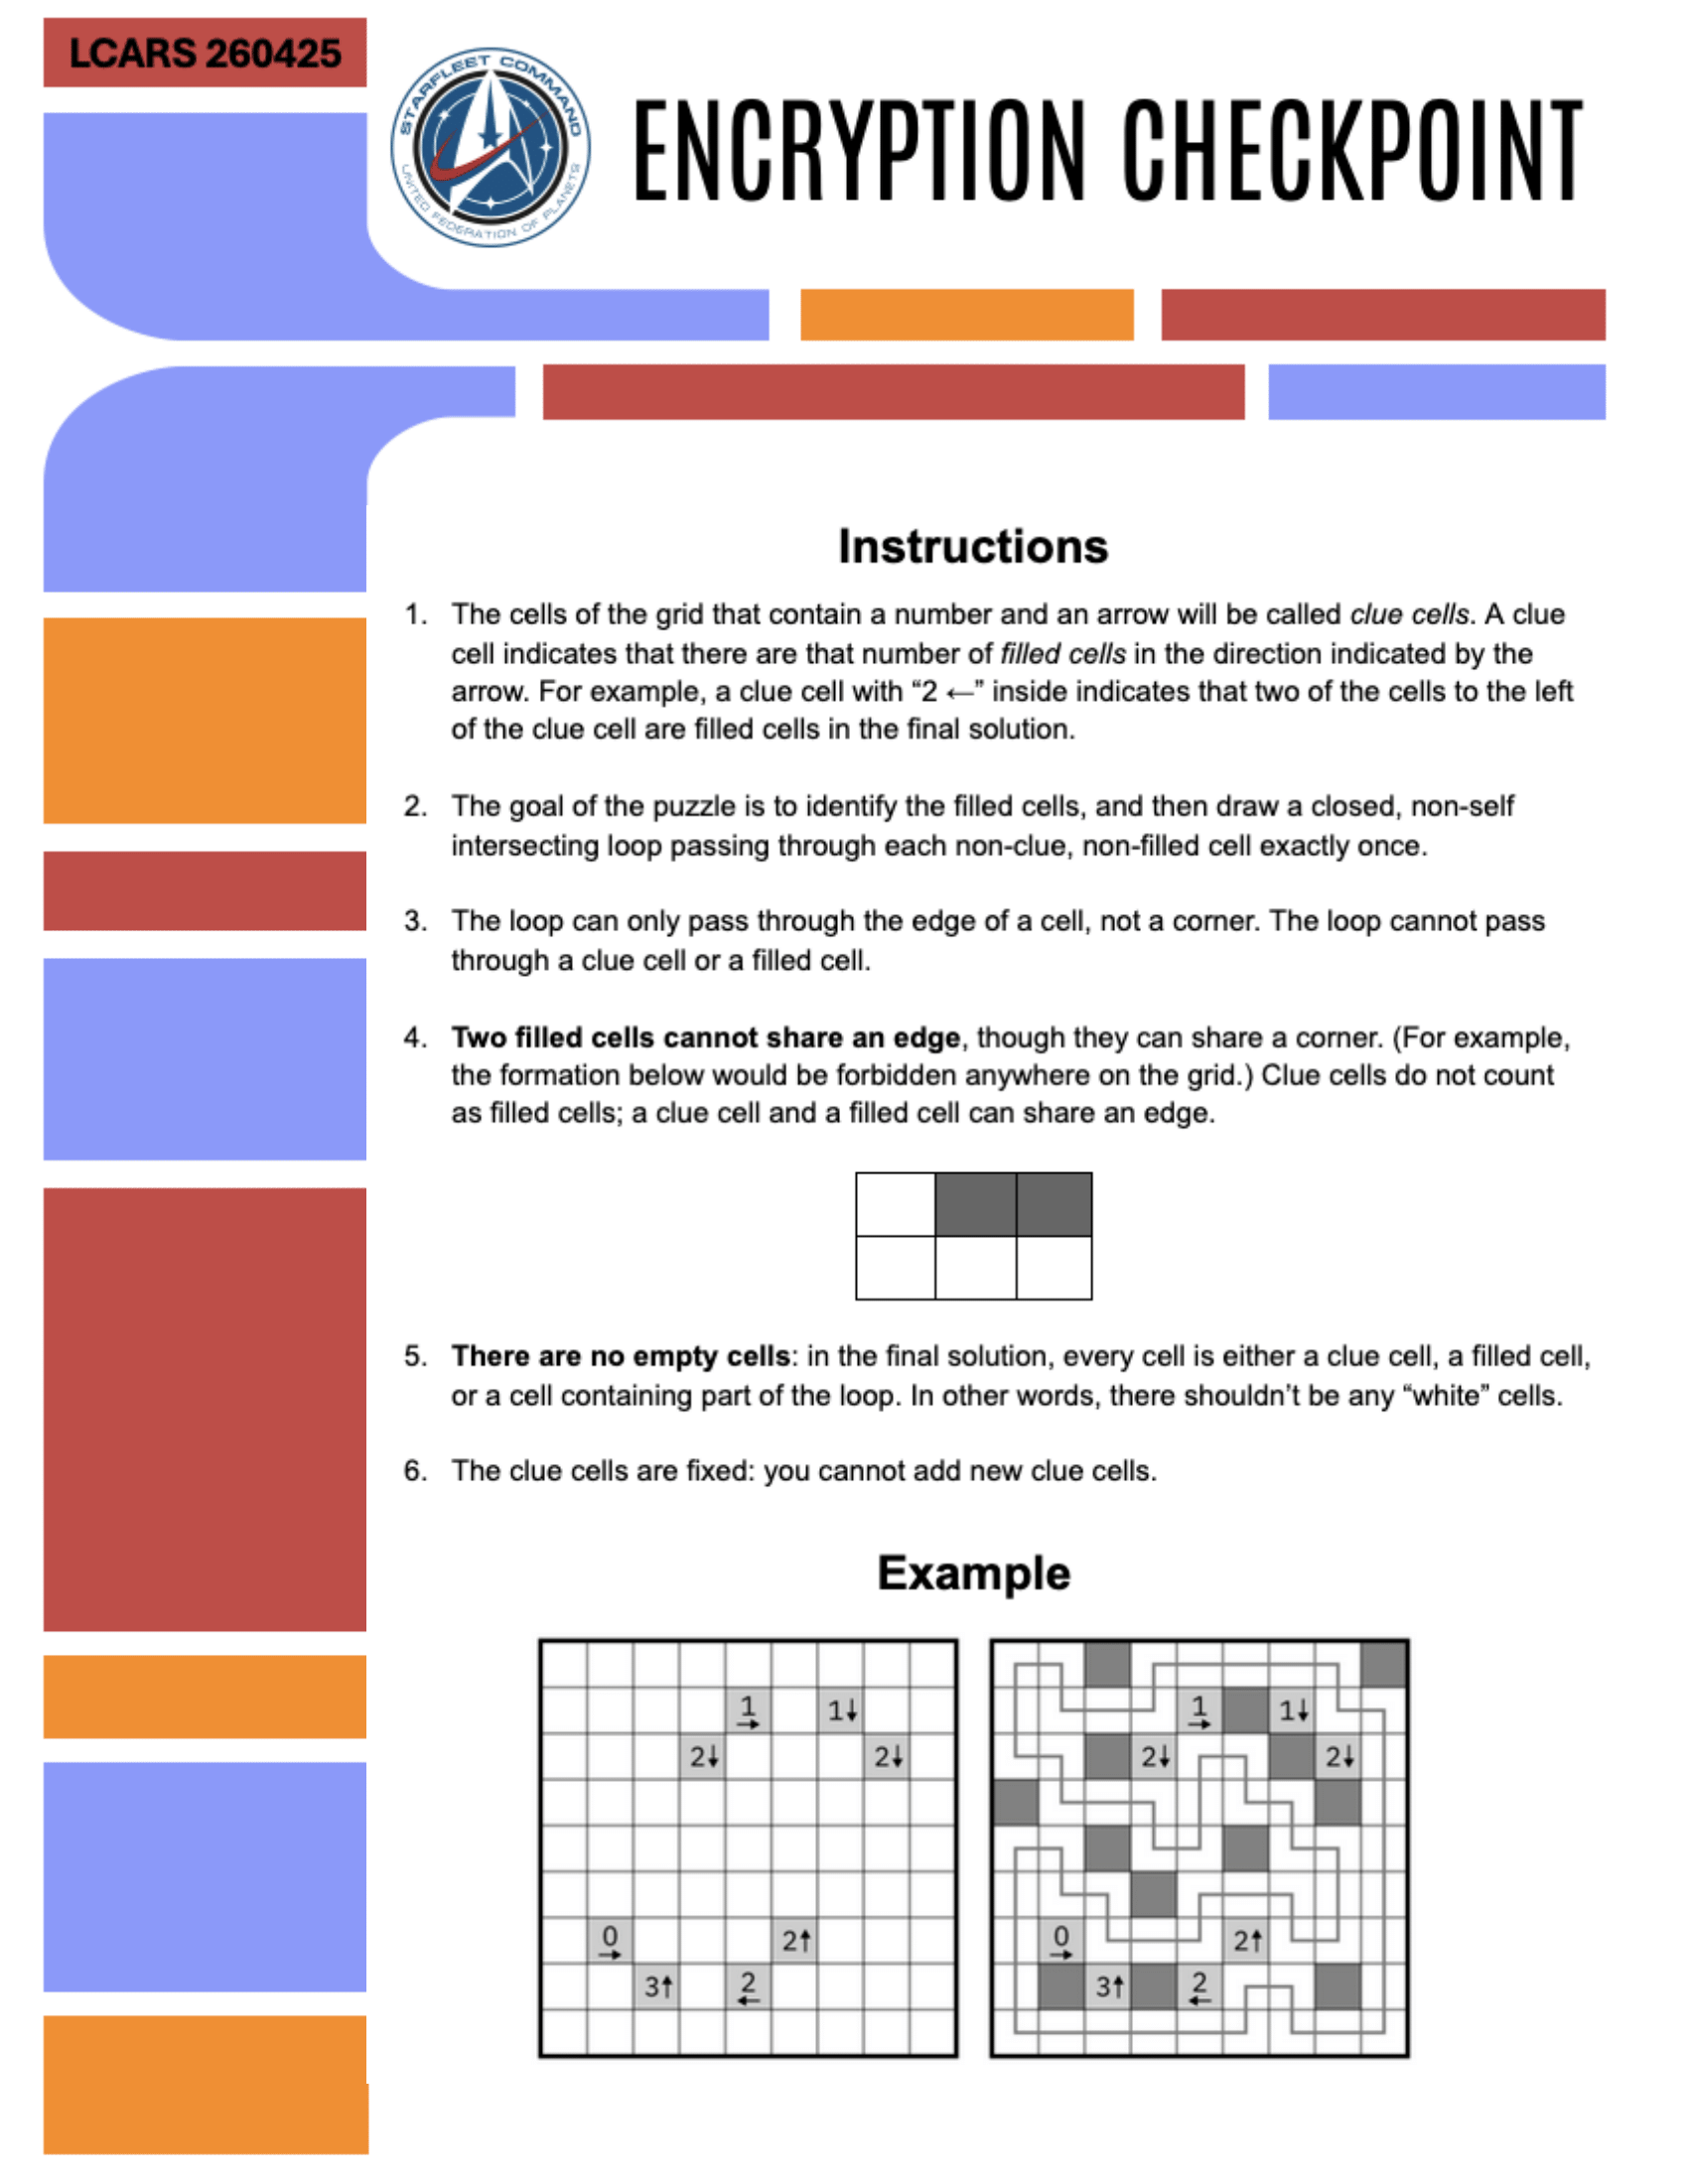 LCARS 260425
STARFLEET COMMAND
UNITED FEDERATION OF PLANETS
ENCRYPTION CHECKPOINT
Instructions
1. The cells of the grid that contain a number and an arrow will be called clue cells. A clue
cell indicates that there are that number of filled cells in the direction indicated by the
arrow. For example, a clue cell with “2 ←” inside indicates that two of the cells to the left
of the clue cell are filled cells in the final solution.
2. The goal of the puzzle is to identify the filled cells, and then draw a closed, non-self
intersecting loop passing through each non-clue, non-filled cell exactly once.
3. The loop can only pass through the edge of a cell, not a corner. The loop cannot pass
through a clue cell or a filled cell.
4. Two filled cells cannot share an edge, though they can share a corner. (For example,
the formation below would be forbidden anywhere on the grid.) Clue cells do not count
as filled cells; a clue cell and a filled cell can share an edge.
5. There are no empty cells: in the final solution, every cell is either a clue cell, a filled cell,
or a cell containing part of the loop. In other words, there shouldn’t be any “white” cells.
6. The clue cells are fixed: you cannot add new clue cells.
Example
1→ 1↓
2↓ 2↓
0→ 2↑
3↑ 2←
1→ 1↓
2↓ 2↓
0→ 2↑
3↑ 2←